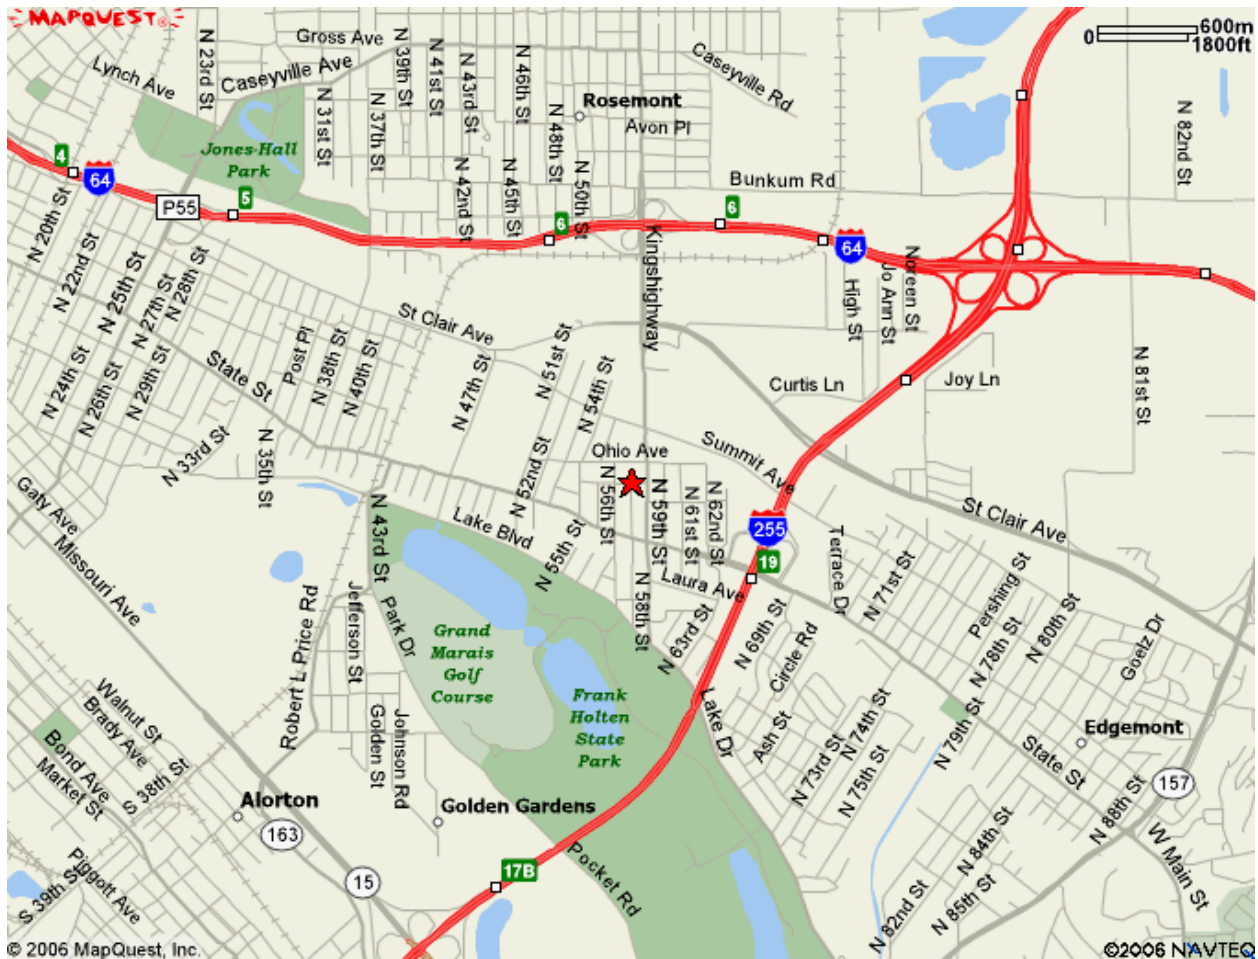 MAPQUEST
600m
0
1800ft
Gross Ave
N 23rd St
Lynch Ave
Caseyville Ave
N 39th St
N 41st St
N 43rd St
N 46th St
Caseyville Rd
Rosemont
Avon Pl
N 31st St
N 37th St
N 48th St
N 82nd St
Jones-Hall
Park
4
64
5
P55
N 42nd St
N 45th St
N 50th St
Bunkum Rd
6
6
64
N 20th St
N 22nd St
N 25th St
N 27th St
N 28th St
Kingshighway
High St
Jo Ann St
Noreen St
St Clair Ave
Post Pl
N 38th St
N 40th St
N 24th St
N 26th St
N 29th St
State St
N 47th St
N 51st St
N 54th St
Curtis Ln
Joy Ln
N 81st St
N 33rd St
N 35th St
Ohio Ave
Summit Ave
N 52nd St
N 56th St
N 59th St
N 61st St
N 62nd St
Gaty Ave
Missouri Ave
N 43rd St
Lake Blvd
N 55th St
255
St Clair Ave
19
Laura Ave
Terrace Dr
N 71st St
Pershing St
N 80th St
Robert L Price Rd
Jefferson St
Park Dr
N 58th St
N 63rd St
N 69th St
Circle Rd
N 78th St
Goelz Dr
Grand
Marais
Golf
Course
Frank
Holten
State
Park
Lake Dr
Ash St
N 73rd St
N 74th St
N 75th St
N 79th St
Edgemont
State St
Walnut St
Brady Ave
Bond Ave
Market St
S 38th St
Golden St
Johnson Rd
Alorton
Golden Gardens
163
157
N 88th St
W Main St
N 84th St
Piggott Ave
S 39th St
15
17B
Pocket Rd
N 82nd St
N 85th St
© 2006 MapQuest, Inc.
©2006 NAVTEQ